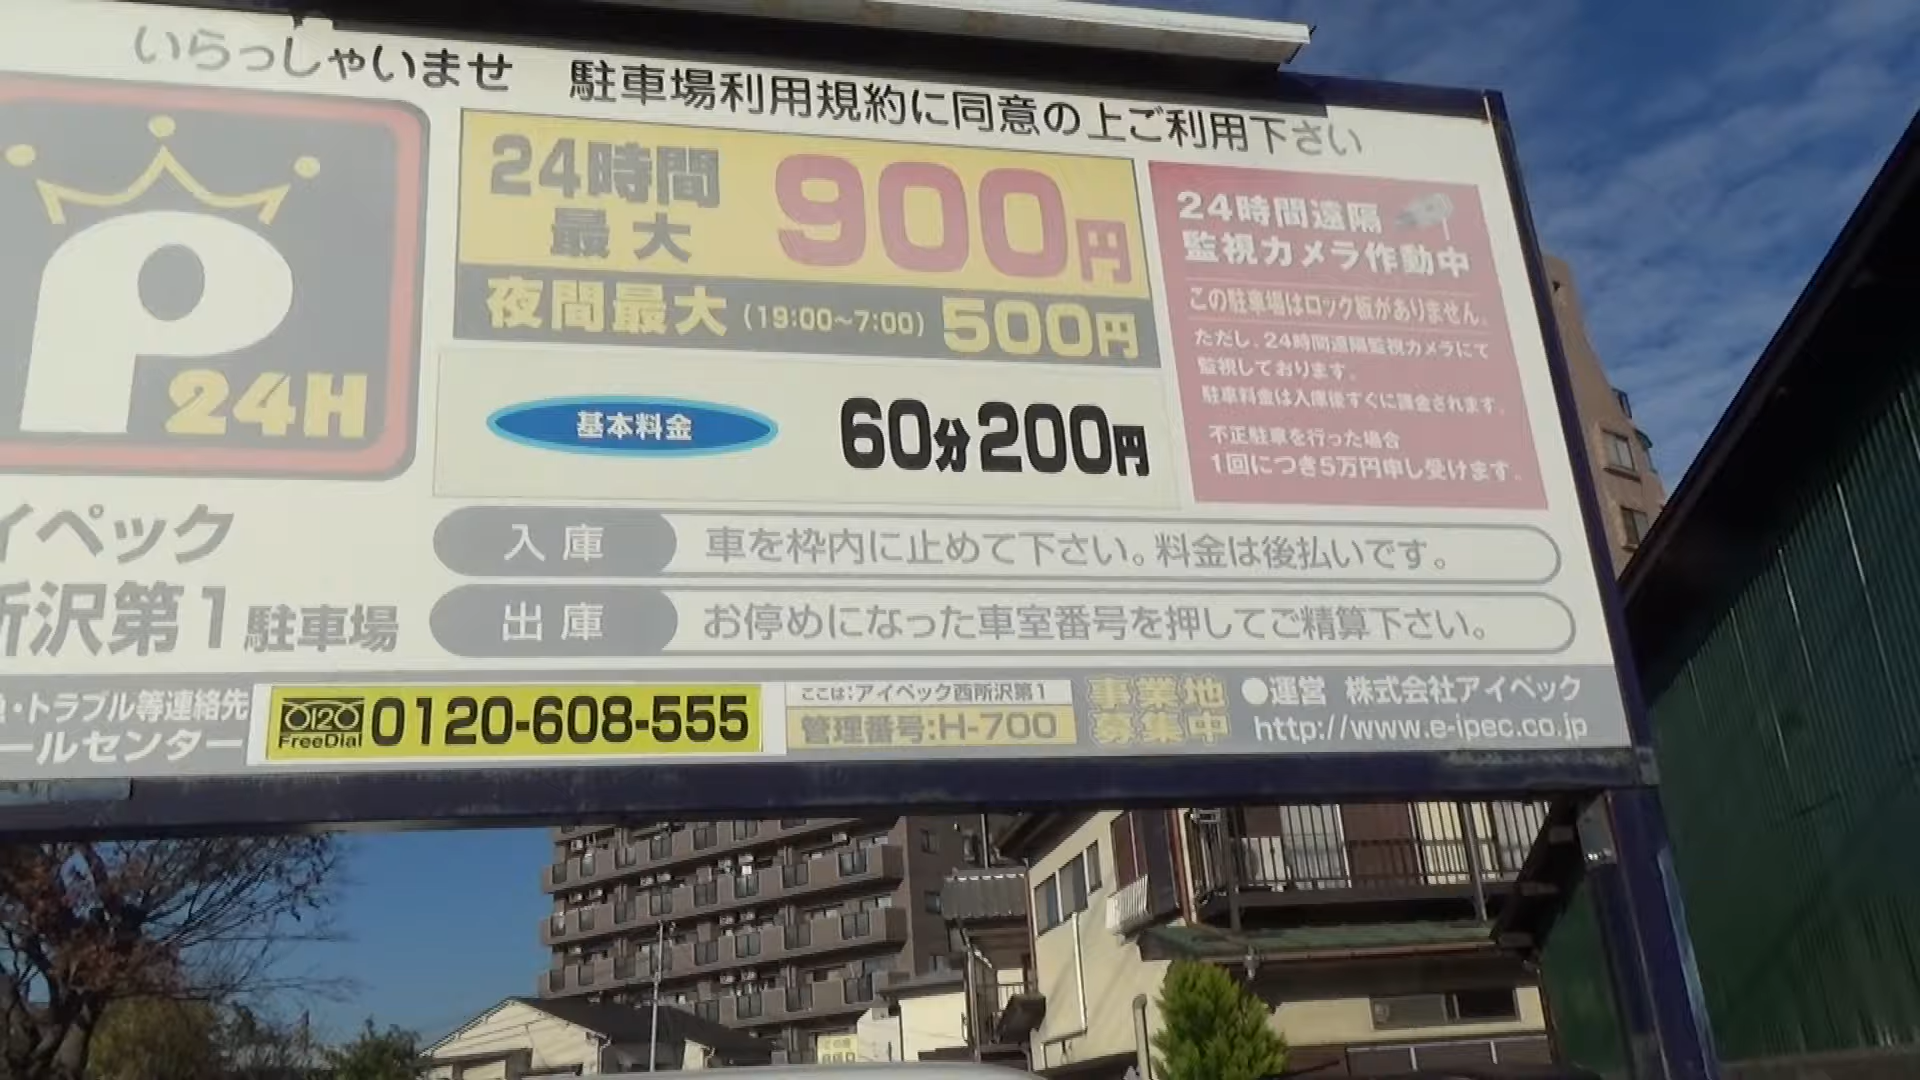 いらっしゃいませ 駐車場利用規約に同意の上ご利用下さい
P
24H
24時間
最大
900円
夜間最大 (19:00~7:00) 500円
基本料金 60分200円
24時間遠隔
監視カメラ作動中
この駐車場はロック板がありません。
ただし、24時間遠隔監視カメラにて
監視しております。
駐車料金は入庫後すぐに課金されます。
不正駐車を行った場合
1回につき5万円申し受けます。
イペック
所沢第1駐車場
入庫 車を枠内に止めて下さい。料金は後払いです。
出庫 お停めになった車室番号を押してご精算下さい。
・トラブル等連絡先
ールセンター
0120
FreeDial
0120-608-555
ここは:アイペック西所沢第1
管理番号:H-700
事業地
募集中
●運営 株式会社アイペック
http://www.e-ipec.co.jp